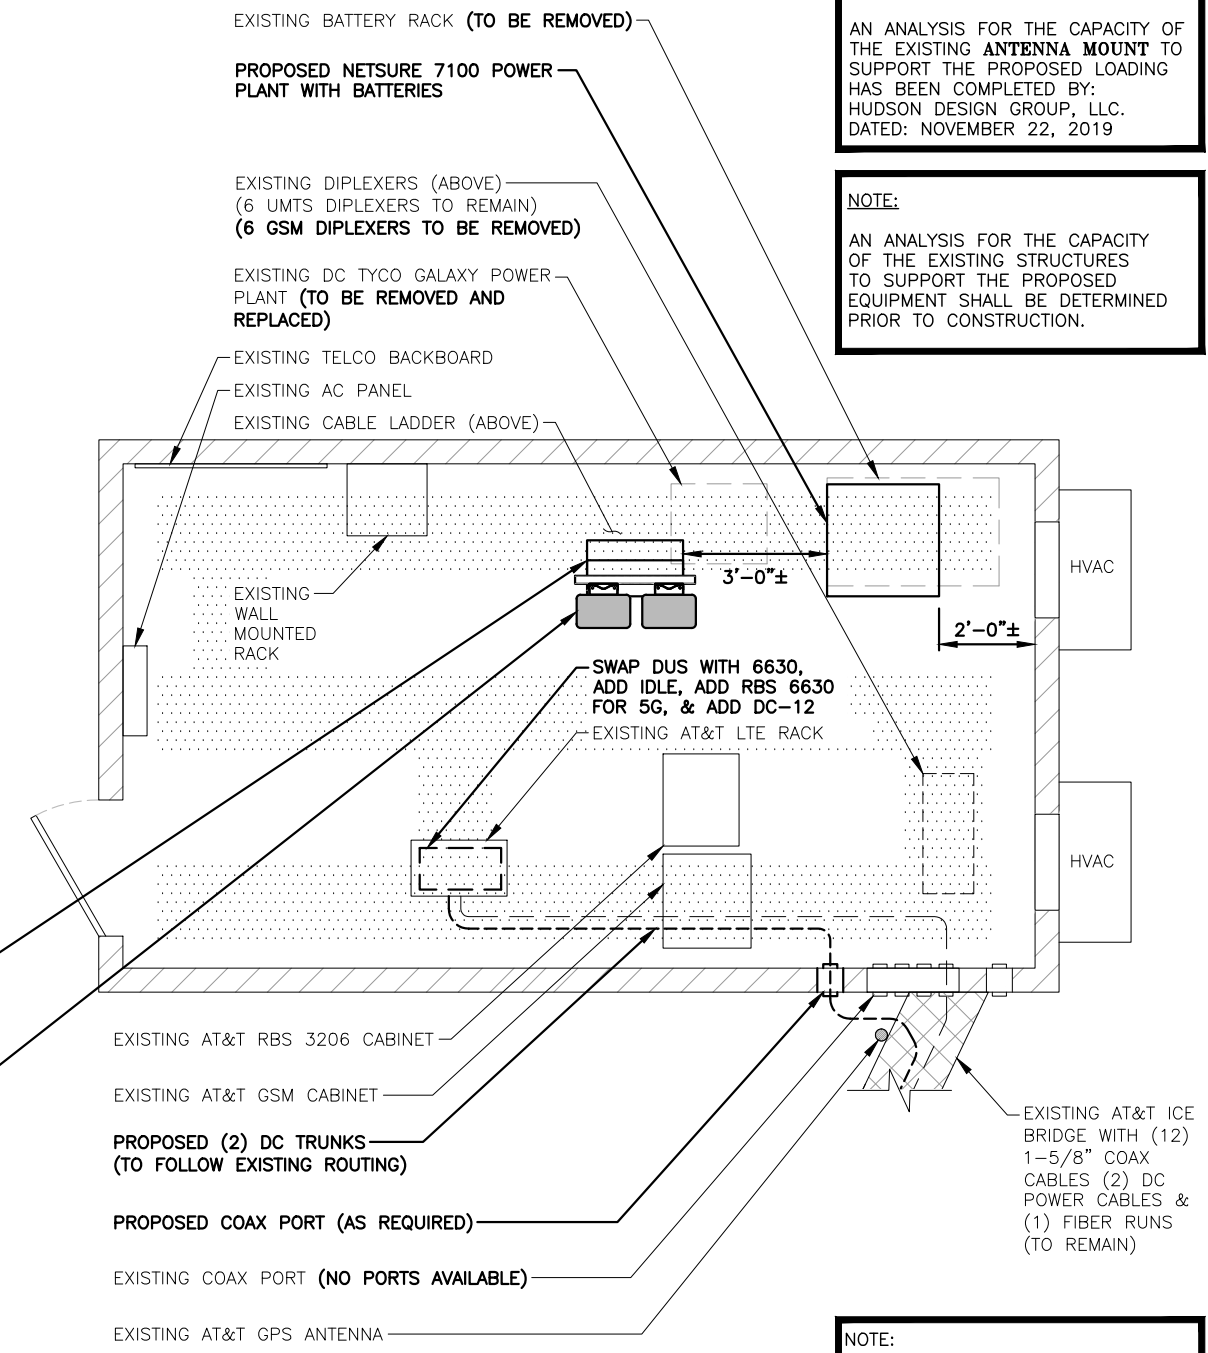 EXISTING BATTERY RACK (TO BE REMOVED)
PROPOSED NETSURE 7100 POWER
PLANT WITH BATTERIES
EXISTING DIPLEXERS (ABOVE)
(6 UMTS DIPLEXERS TO REMAIN)
(6 GSM DIPLEXERS TO BE REMOVED)
EXISTING DC TYCO GALAXY POWER
PLANT (TO BE REMOVED AND
REPLACED)
EXISTING TELCO BACKBOARD
EXISTING AC PANEL
EXISTING CABLE LADDER (ABOVE)
AN ANALYSIS FOR THE CAPACITY OF
THE EXISTING ANTENNA MOUNT TO
SUPPORT THE PROPOSED LOADING
HAS BEEN COMPLETED BY:
HUDSON DESIGN GROUP, LLC.
DATED: NOVEMBER 22, 2019
NOTE:
AN ANALYSIS FOR THE CAPACITY
OF THE EXISTING STRUCTURES
TO SUPPORT THE PROPOSED
EQUIPMENT SHALL BE DETERMINED
PRIOR TO CONSTRUCTION.
HVAC
3'-0"±
EXISTING
WALL
MOUNTED
RACK
2'-0"±
SWAP DUS WITH 6630,
ADD IDLE, ADD RBS 6630
FOR 5G, & ADD DC-12
EXISTING AT&T LTE RACK
HVAC
EXISTING AT&T RBS 3206 CABINET
EXISTING AT&T GSM CABINET
PROPOSED (2) DC TRUNKS
(TO FOLLOW EXISTING ROUTING)
PROPOSED COAX PORT (AS REQUIRED)
EXISTING COAX PORT (NO PORTS AVAILABLE)
EXISTING AT&T GPS ANTENNA
EXISTING AT&T ICE
BRIDGE WITH (12)
1-5/8" COAX
CABLES (2) DC
POWER CABLES &
(1) FIBER RUNS
(TO REMAIN)
NOTE: